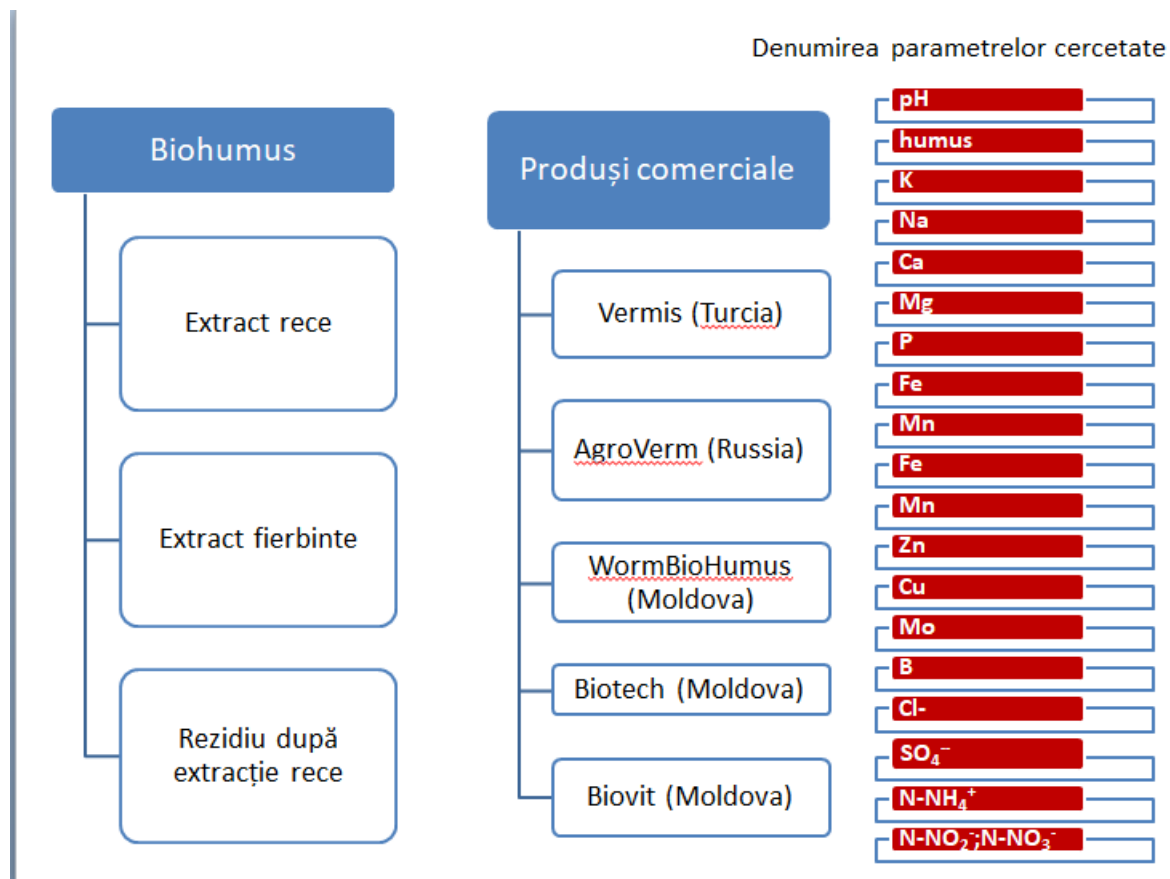 Denumirea parametrelor cercetate
Biohumus
Extract rece
Extract fierbinte
Rezidiu după
extracție rece
Produși comerciale
Vermis (Turcia)
AgroVerm (Russia)
WormBioHumus
(Moldova)
Biotech (Moldova)
Biovit (Moldova)
pH
humus
K
Na
Ca
Mg
P
Fe
Mn
Fe
Mn
Zn
Cu
Mo
B
Cl-
SO₄⁻
N-NH₄⁺
N-NO₂⁻;N-NO₃⁻